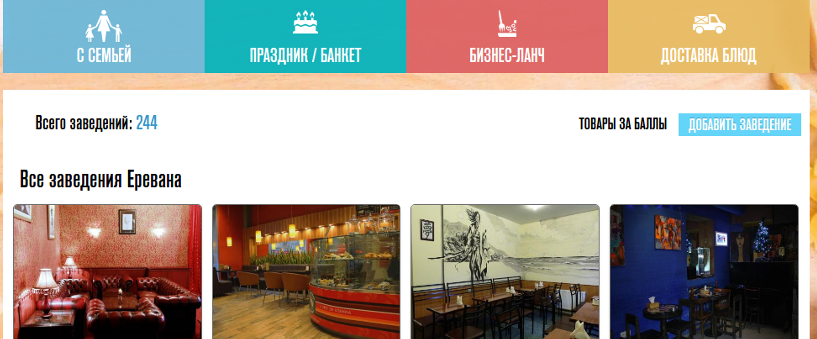 С СЕМЬЕЙ
ПРАЗДНИК / БАНКЕТ
БИЗНЕС-ЛАНЧ
ДОСТАВКА БЛЮД
Всего заведений: 244
ТОВАРЫ ЗА БАЛЛЫ
ДОБАВИТЬ ЗАВЕДЕНИЕ
Все заведения Еревана